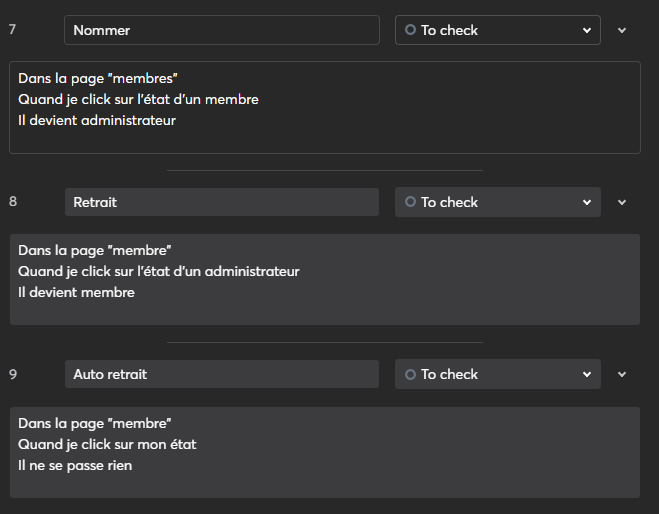 7 Nommer To check
Dans la page "membres"
Quand je click sur l'état d'un membre
Il devient administrateur
8 Retrait To check
Dans la page "membre"
Quand je click sur l'état d'un administrateur
Il devient membre
9 Auto retrait To check
Dans la page "membre"
Quand je click sur mon état
Il ne se passe rien